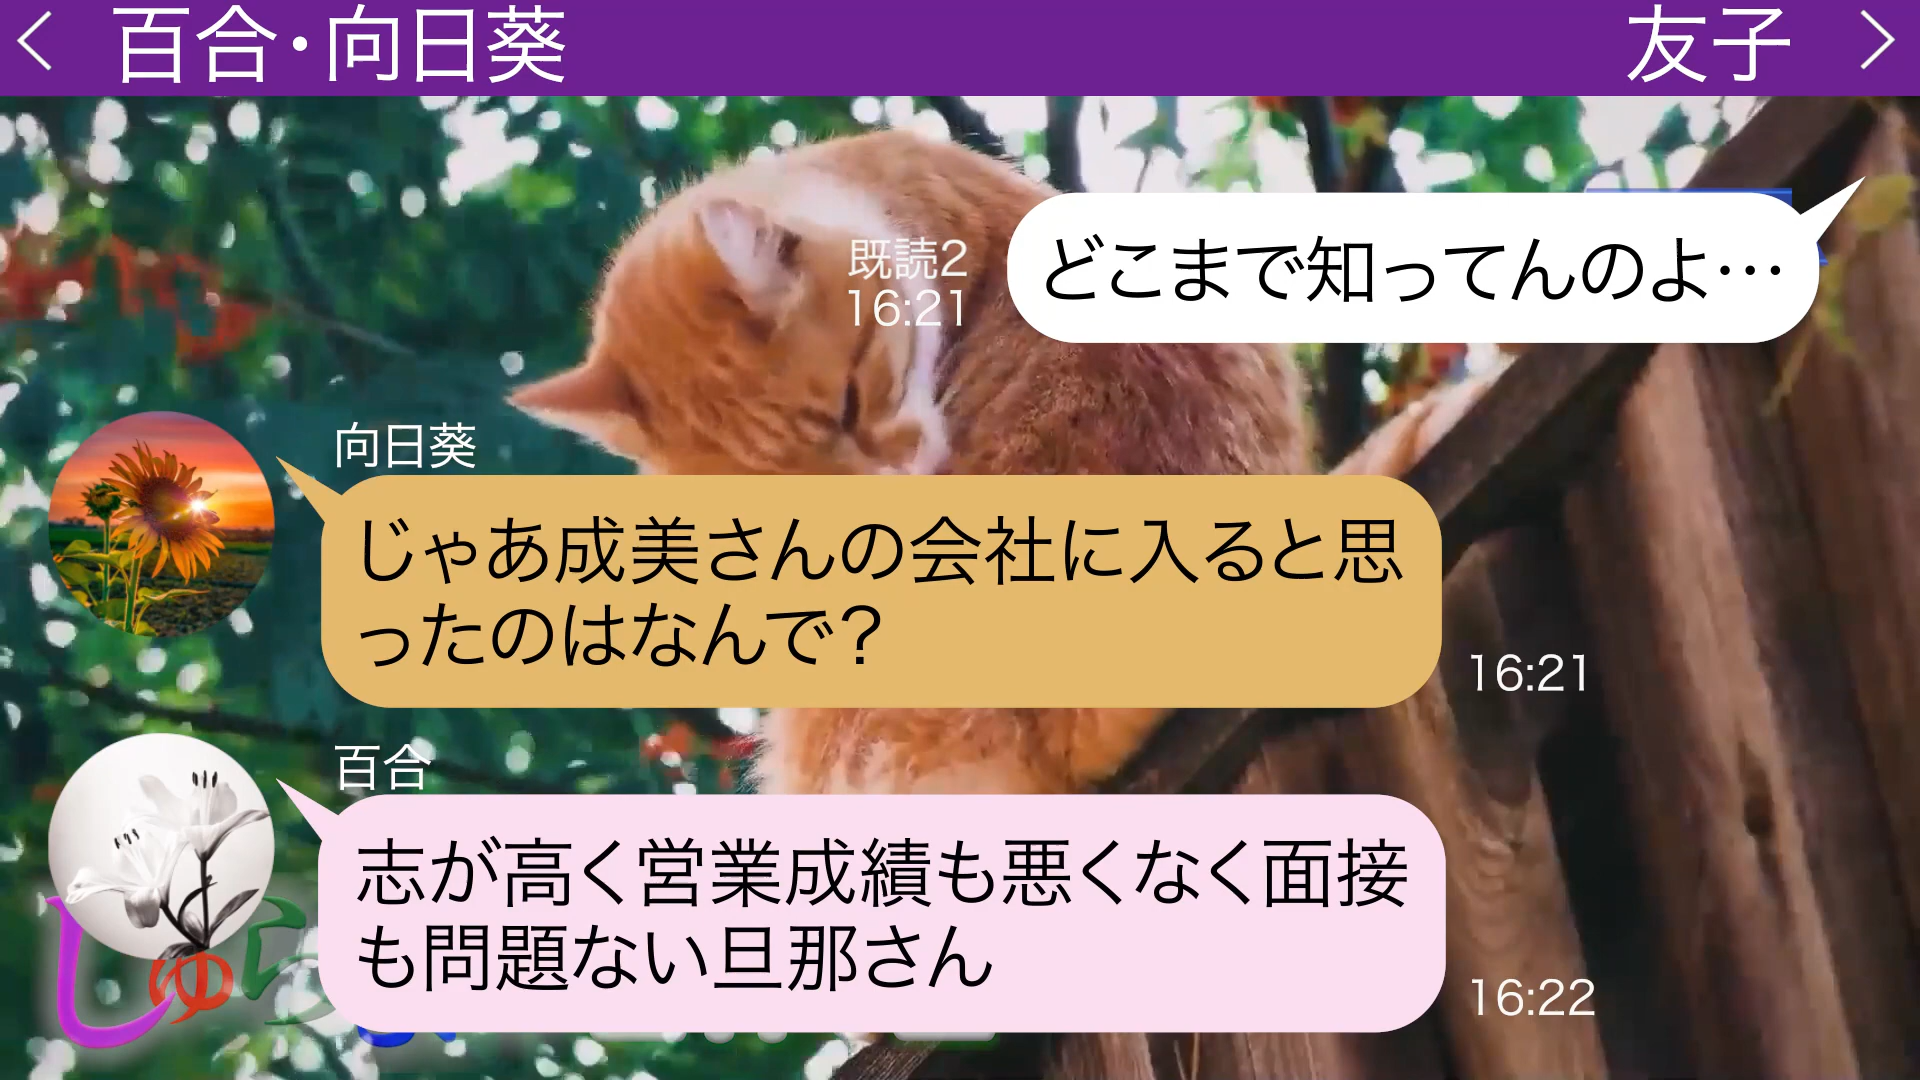 百合・向日葵
友子
どこまで知ってんのよ…
既読2
16:21
向日葵
じゃあ成美さんの会社に入ると思
ったのはなんで？
16:21
百合
志が高く営業成績も悪くなく面接
も問題ない旦那さん
16:22
しゅら